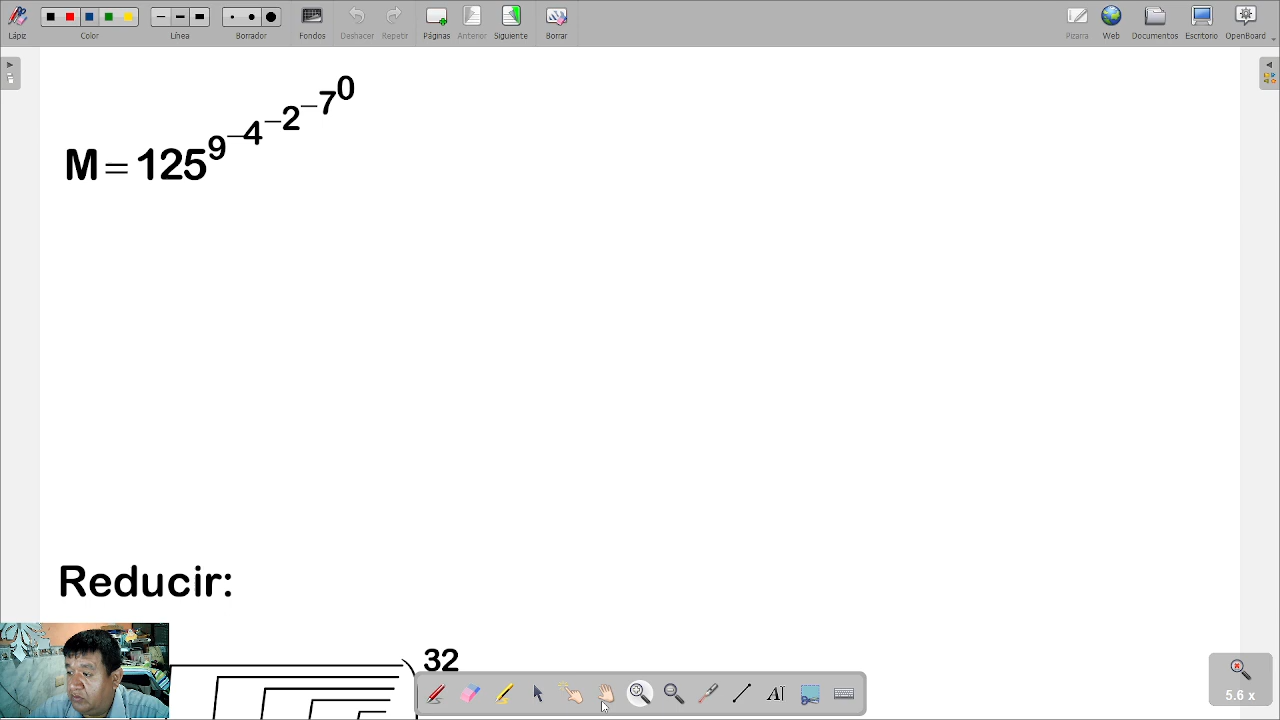 Lápiz Color Línea Borrador Fondos Deshacer Repetir Páginas Anterior Siguiente Borrar Pizarra Web Documentos Escritorio OpenBoard
M = 125^9^-4^-2^-7^0
Reducir:
32
5.6 x